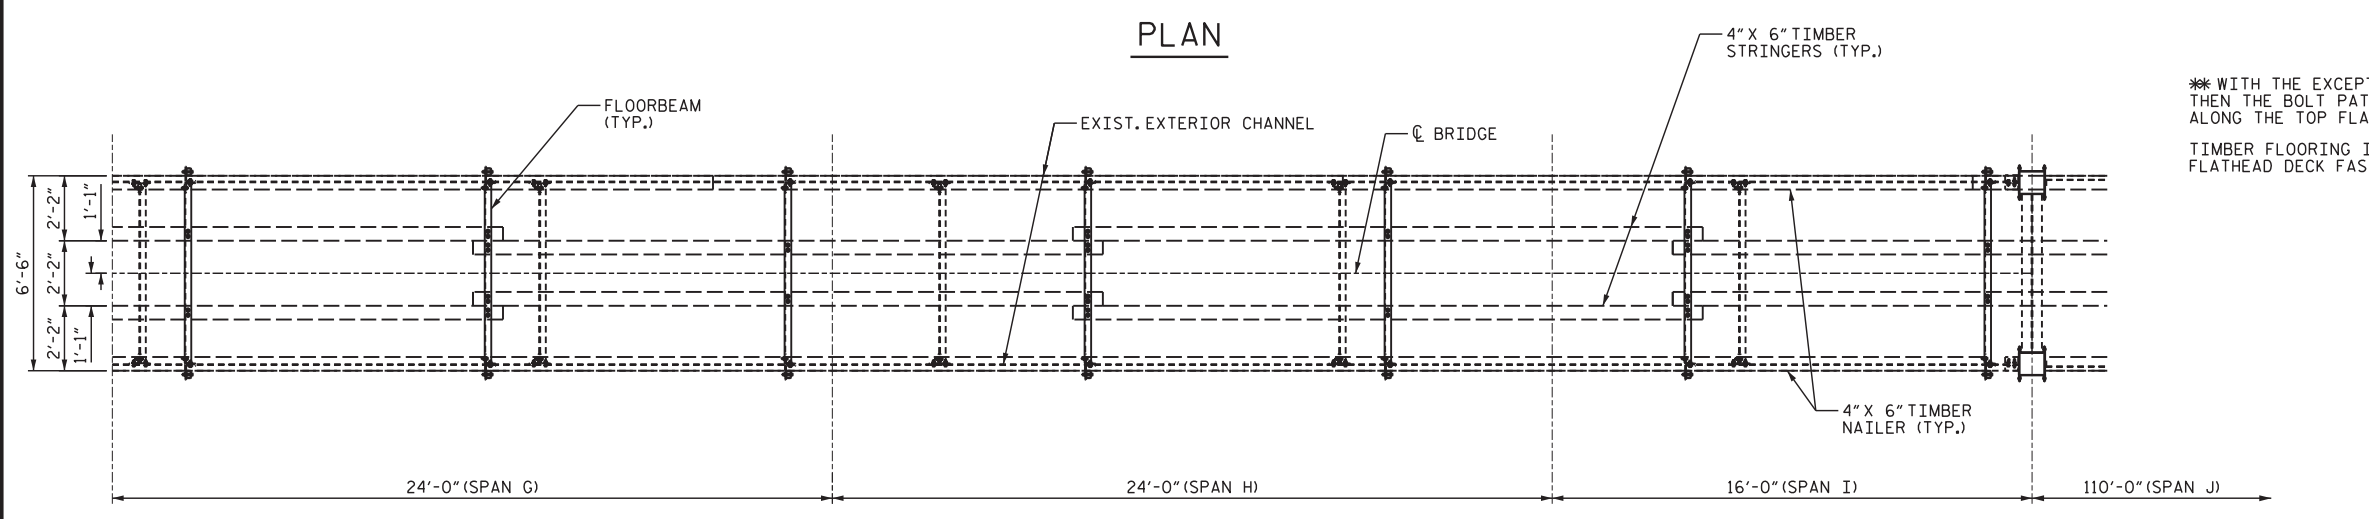 PLAN
4" X 6" TIMBER
STRINGERS (TYP.)
** WITH THE EXCEPT
THEN THE BOLT PAT
ALONG THE TOP FLA
TIMBER FLOORING I
FLATHEAD DECK FAS
FLOORBEAM
(TYP.)
EXIST. EXTERIOR CHANNEL
℄ BRIDGE
6'-6"
2'-2"
2'-2"
2'-2"
1'-1"
1'-1"
4" X 6" TIMBER
NAILER (TYP.)
24'-0" (SPAN G)
24'-0" (SPAN H)
16'-0" (SPAN I)
110'-0" (SPAN J)